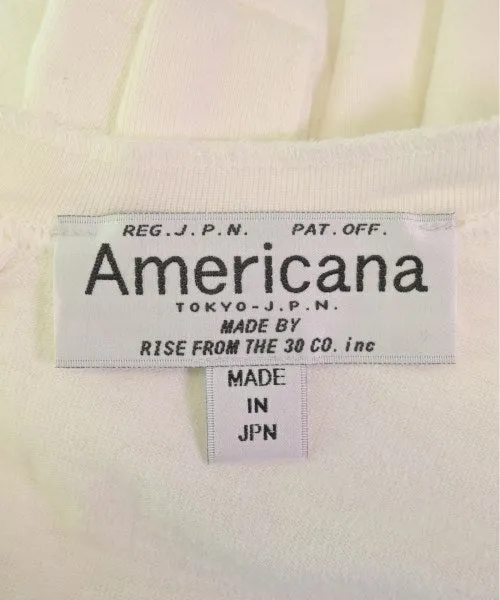 REG.J.P.N. PAT.OFF.
Americana
TOKYO-J.P.N.
MADE BY
RISE FROM THE 30 CO. inc
MADE
IN
JPN